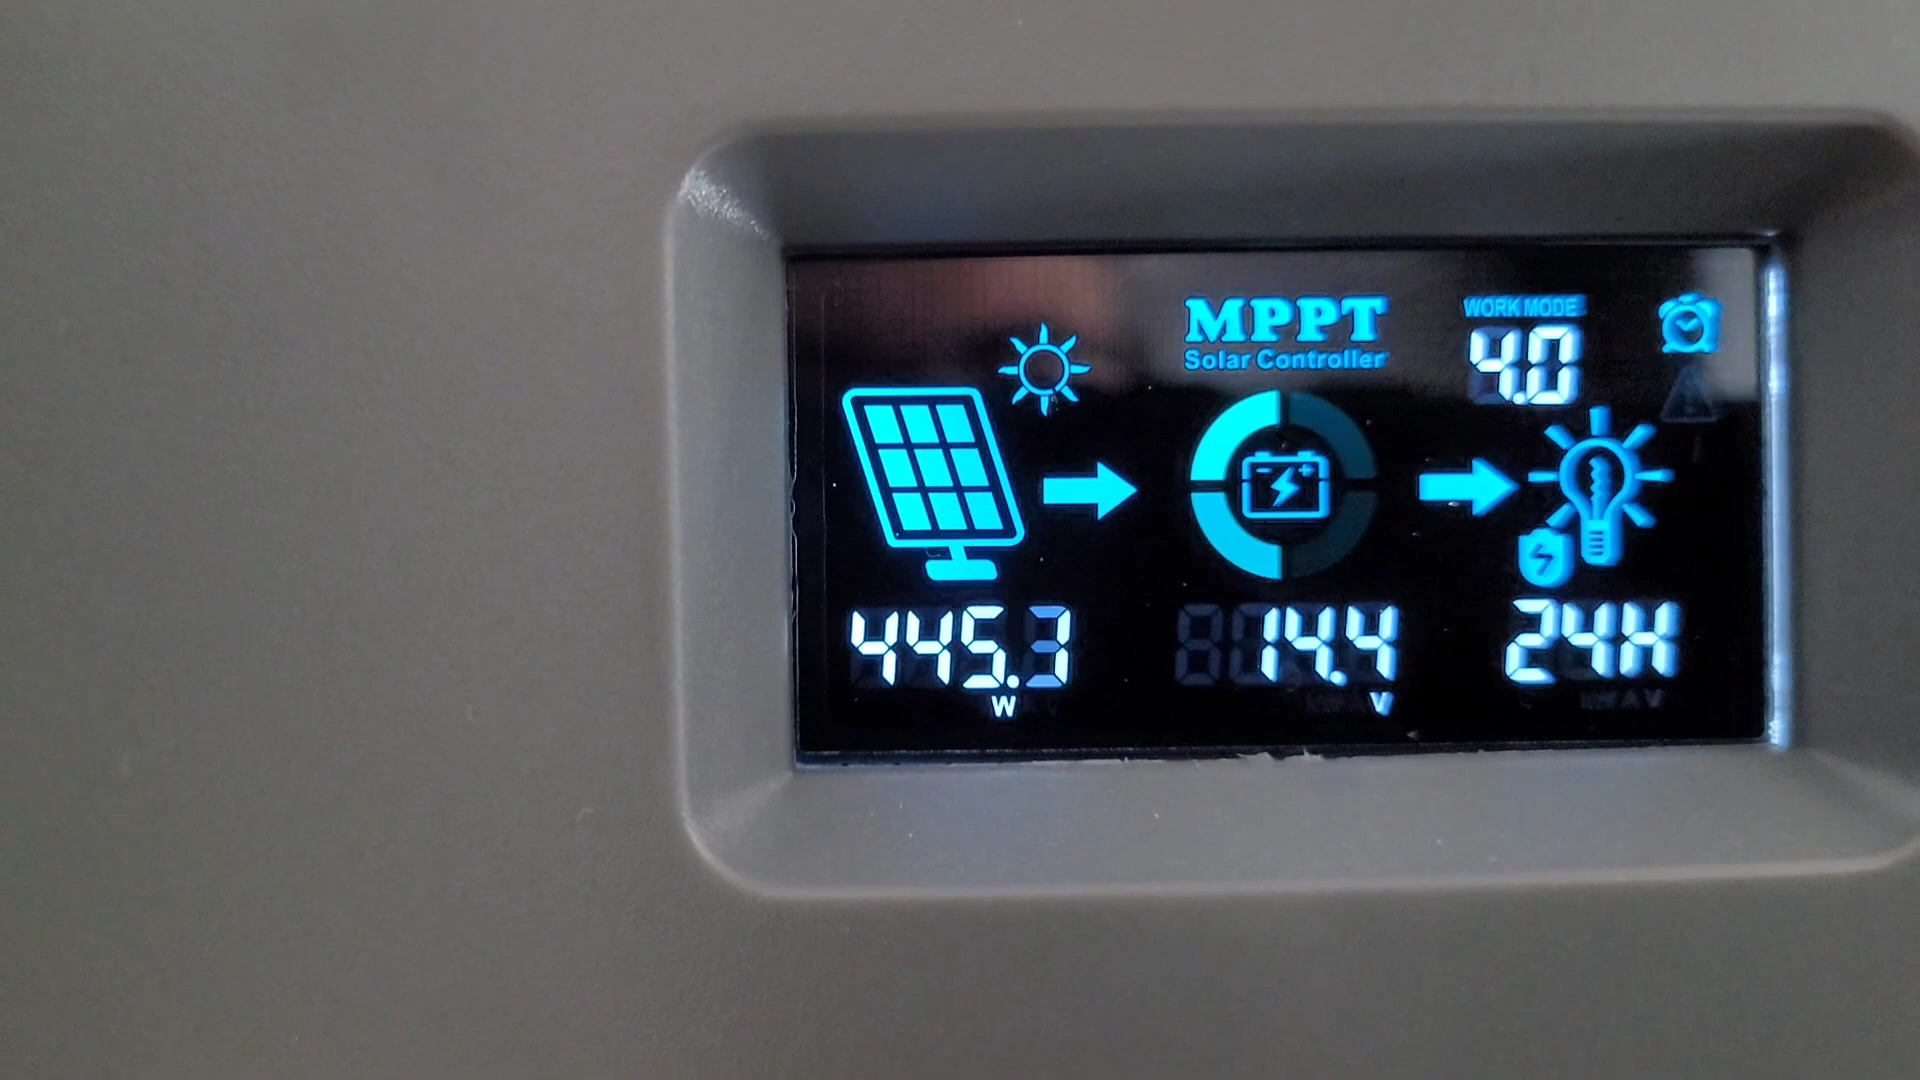 MPPT
Solar Controller
WORK MODE
4.0
445.3
W
14.4
V
24H